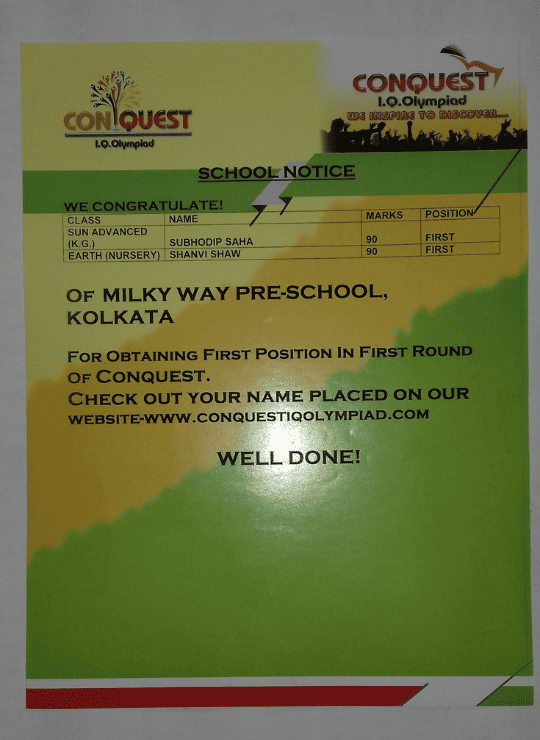 CONQUEST
I.Q.Olympiad
CONQUEST
I.Q.Olympiad
WE INSPIRE TO DISCOVER...
SCHOOL NOTICE
WE CONGRATULATE!
CLASS NAME MARKS POSITION
SUN ADVANCED
(K.G.) SUBHODIP SAHA 90 FIRST
EARTH (NURSERY) SHANVI SHAW 90 FIRST
OF MILKY WAY PRE-SCHOOL,
KOLKATA
FOR OBTAINING FIRST POSITION IN FIRST ROUND
OF CONQUEST.
CHECK OUT YOUR NAME PLACED ON OUR
WEBSITE-WWW.CONQUESTIQOLYMPIAD.COM
WELL DONE!